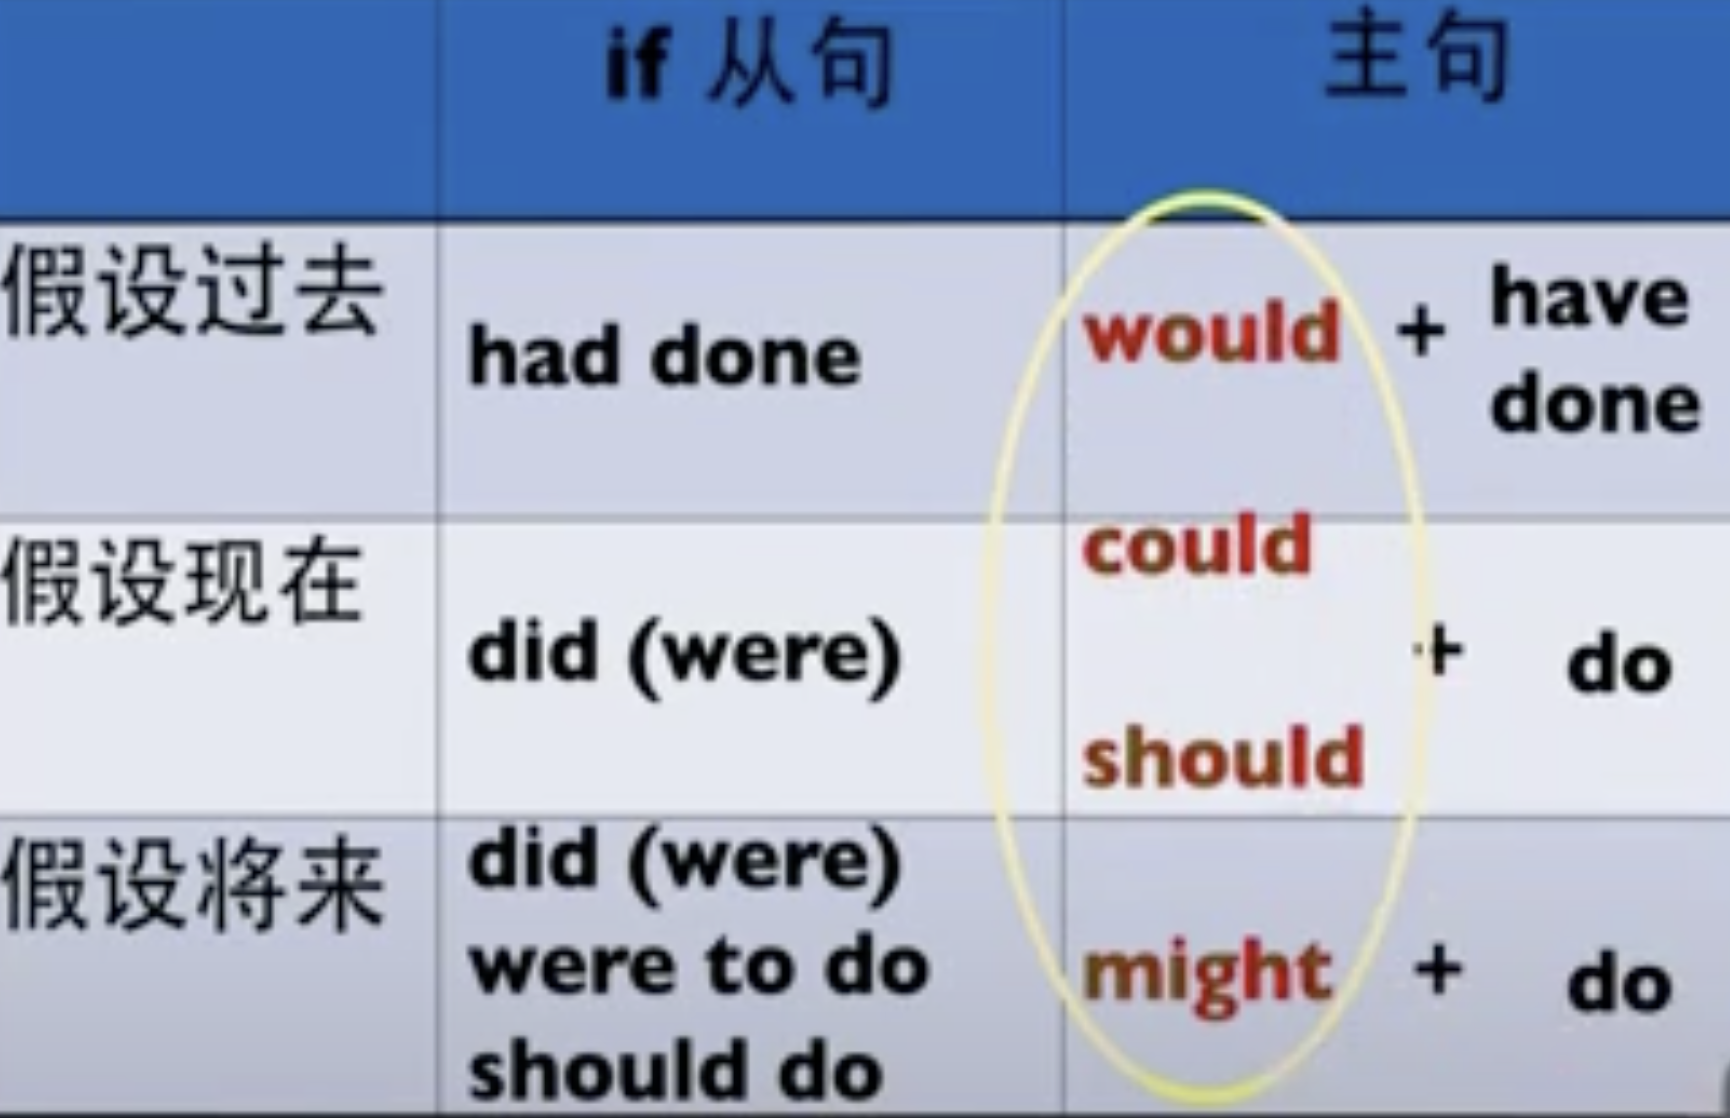 if 从句
主句
假设过去
had done
would + have
done
假设现在
did (were)
could
should
+ do
假设将来
did (were)
were to do
should do
might + do